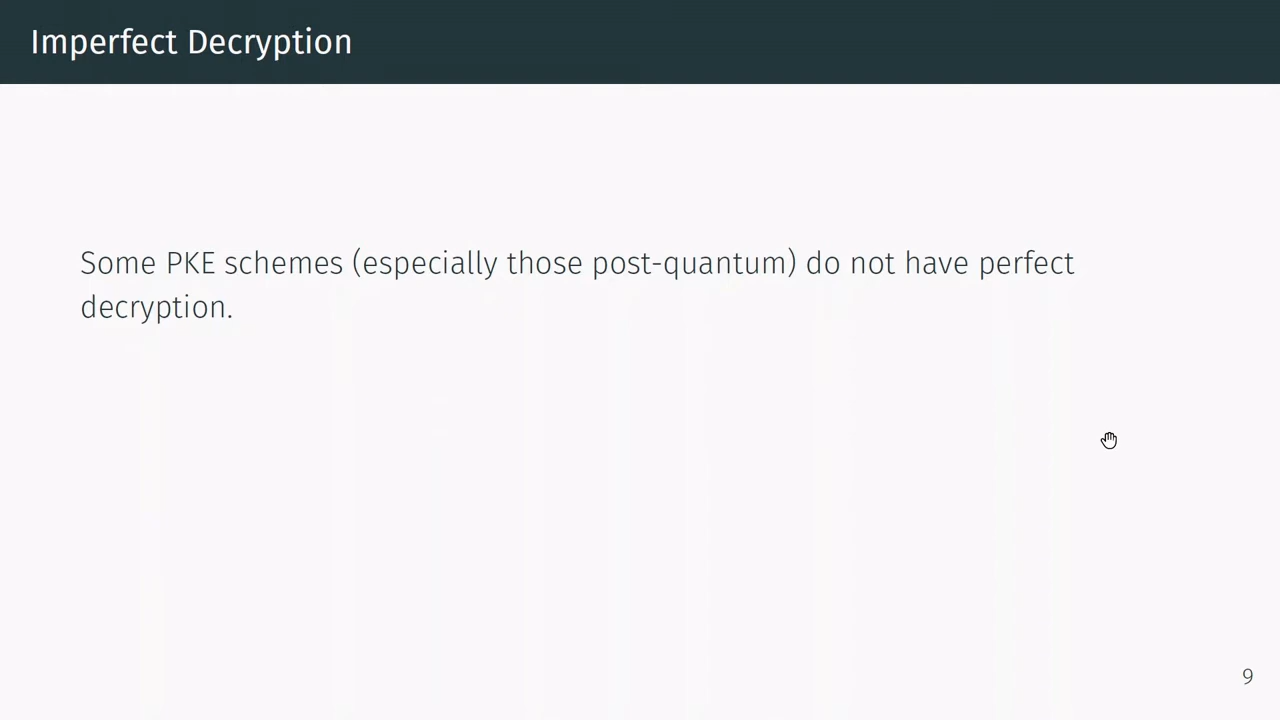 Imperfect Decryption
Some PKE schemes (especially those post-quantum) do not have perfect
decryption.
9